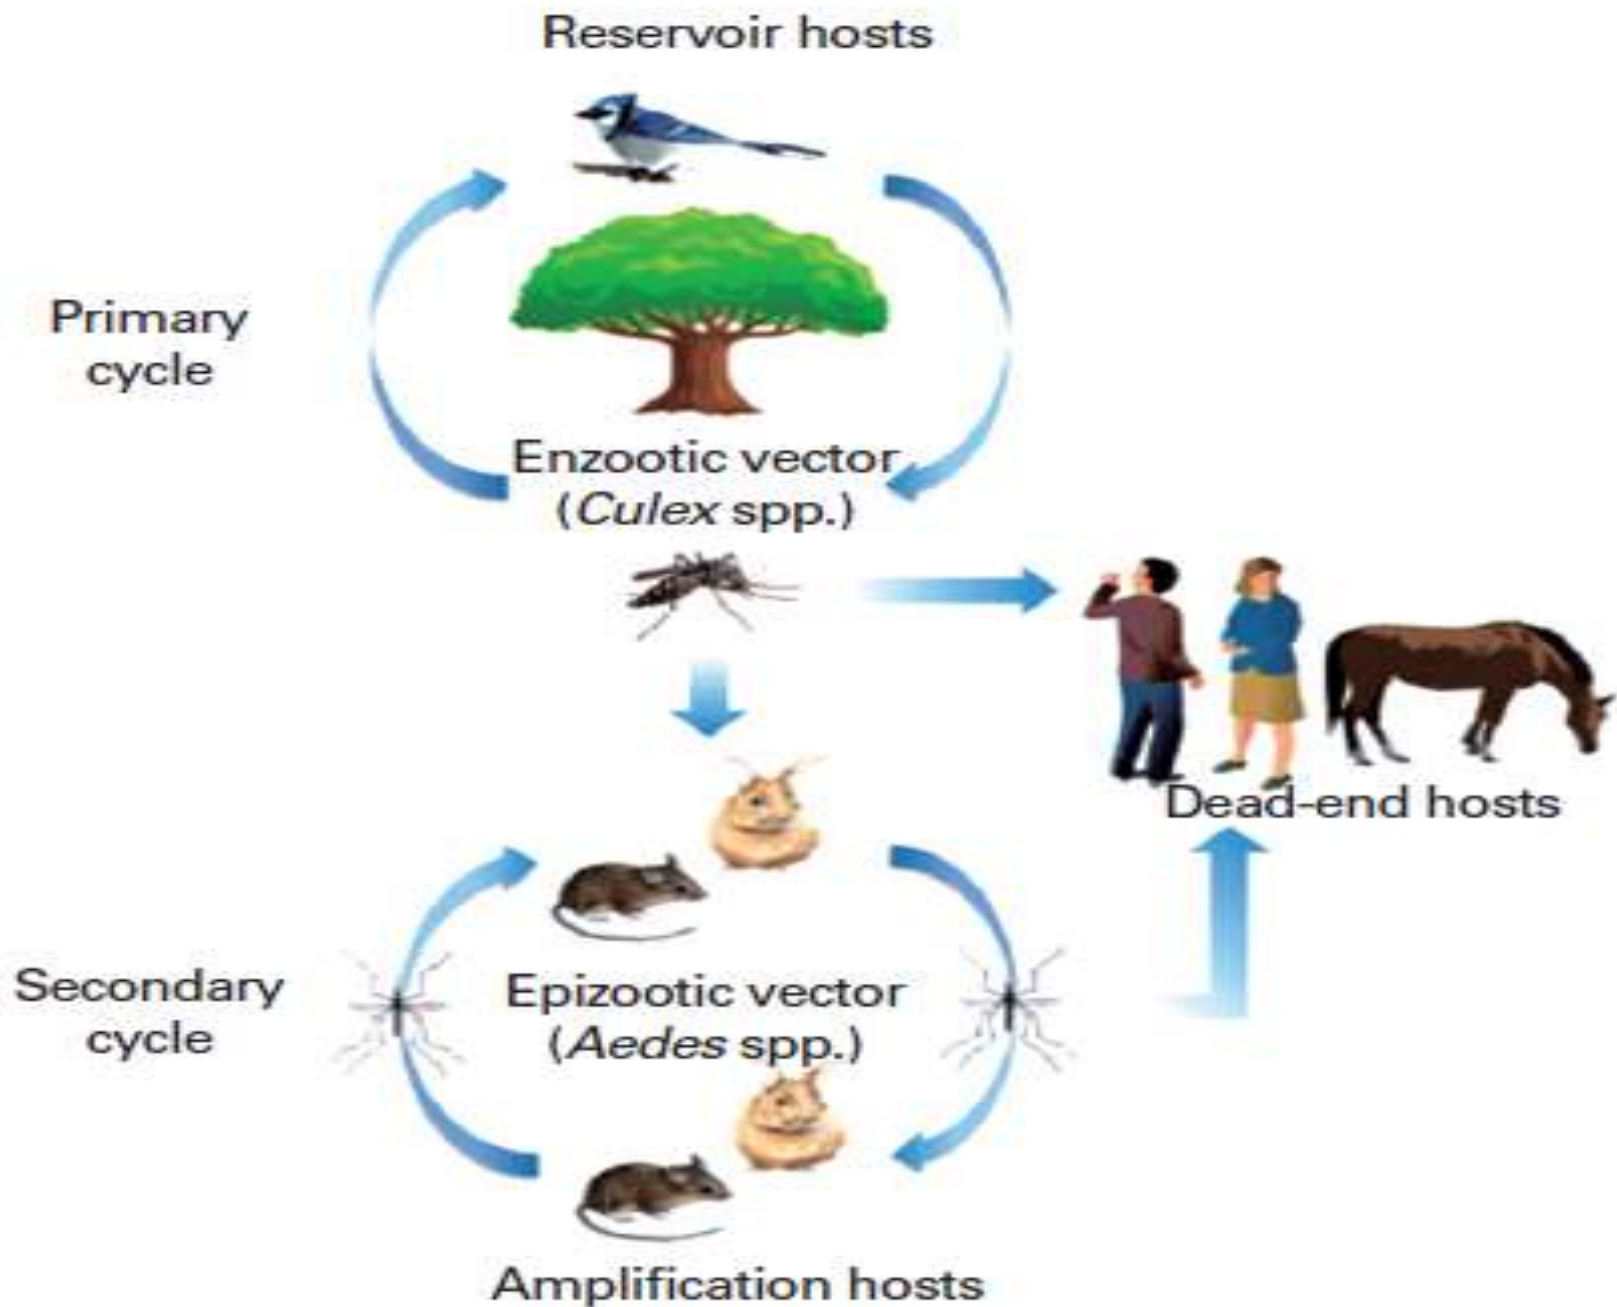 Reservoir hosts
Primary
cycle
Enzootic vector
(Culex spp.)
Dead-end hosts
Secondary
cycle
Epizootic vector
(Aedes spp.)
Amplification hosts